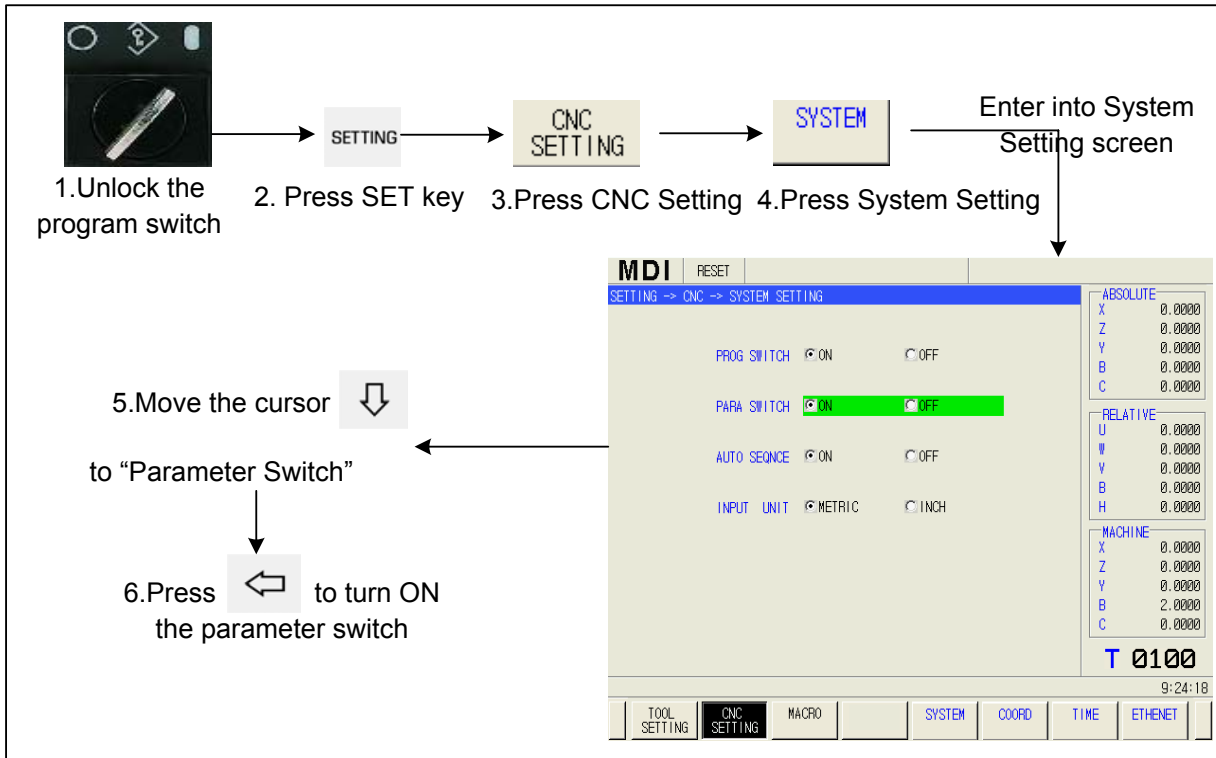 SETTING
CNC
SETTING
SYSTEM
Enter into System
Setting screen
1.Unlock the
program switch
2. Press SET key
3.Press CNC Setting
4.Press System Setting
MDI RESET
SETTING -> CNC -> SYSTEM SETTING
PROG SWITCH ON OFF
PARA SWITCH ON OFF
AUTO SEQNCE ON OFF
INPUT UNIT METRIC INCH
ABSOLUTE
X 0.0000
Z 0.0000
Y 0.0000
B 0.0000
C 0.0000
RELATIVE
U 0.0000
W 0.0000
V 0.0000
B 0.0000
H 0.0000
MACHINE
X 0.0000
Z 0.0000
Y 0.0000
B 2.0000
C 0.0000
T 0100
9:24:18
TOOL
SETTING
CNC
SETTING
MACRO
SYSTEM
COORD
TIME
ETHENET
5.Move the cursor
to “Parameter Switch”
6.Press to turn ON
the parameter switch